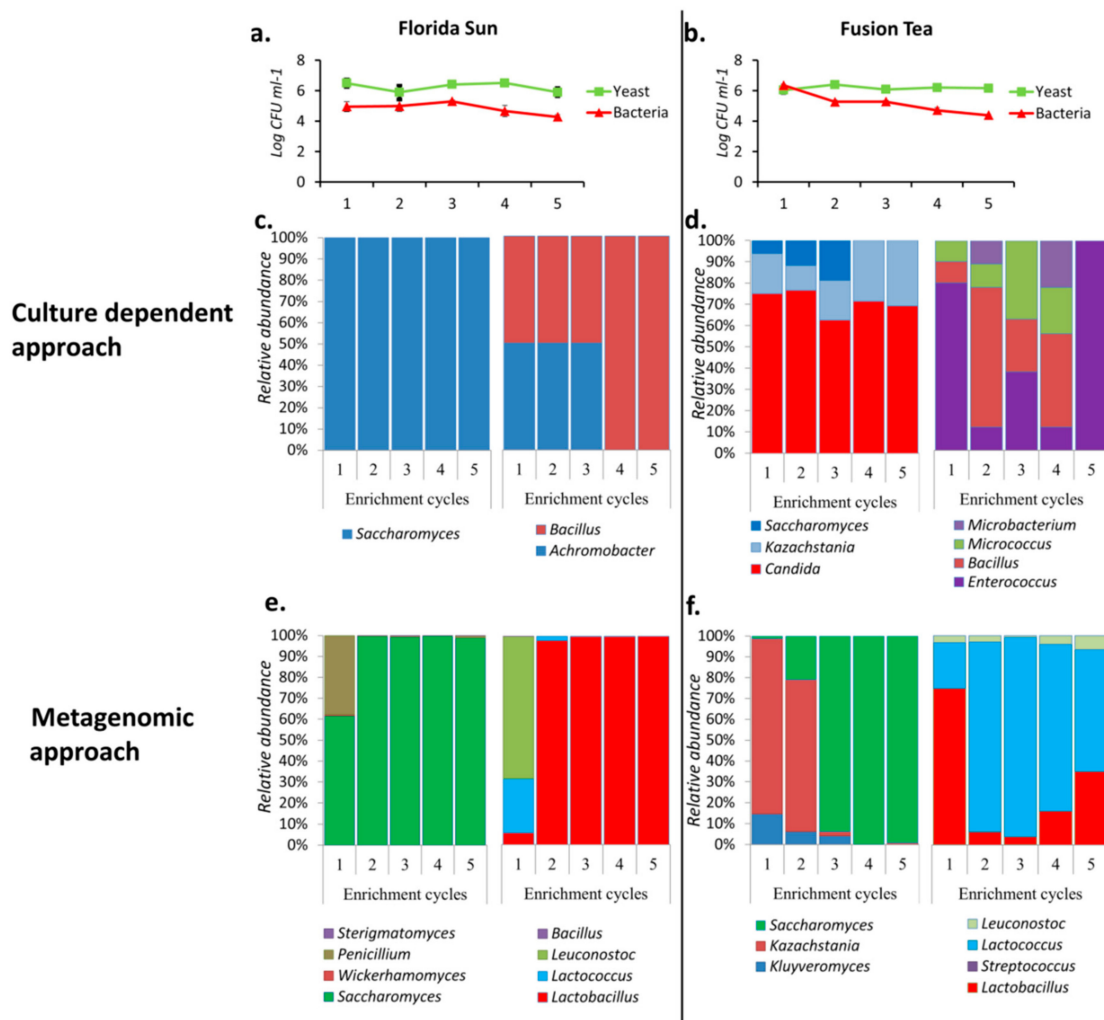 Florida Sun
Fusion Tea
a.
Log CFU ml-1
8
6
4
2
0
1 2 3 4 5
Yeast
Bacteria
b.
Log CFU ml-1
8
6
4
2
0
1 2 3 4 5
Yeast
Bacteria
Culture dependent
approach
c.
Relative abundance
100%
90%
80%
70%
60%
50%
40%
30%
20%
10%
0%
1 2 3 4 5
1 2 3 4 5
Enrichment cycles
Enrichment cycles
Saccharomyces
Bacillus
Achromobacter
d.
Relative abundance
100%
90%
80%
70%
60%
50%
40%
30%
20%
10%
0%
1 2 3 4 5
1 2 3 4 5
Enrichment cycles
Enrichment cycles
Saccharomyces
Kazachstania
Candida
Microbacterium
Micrococcus
Bacillus
Enterococcus
Metagenomic
approach
e.
Relative abundance
100%
90%
80%
70%
60%
50%
40%
30%
20%
10%
0%
1 2 3 4 5
1 2 3 4 5
Enrichment cycles
Enrichment cycles
Sterigmatomyces
Penicillium
Wickerhamomyces
Saccharomyces
Bacillus
Leuconostoc
Lactococcus
Lactobacillus
f.
Relative abundance
100%
90%
80%
70%
60%
50%
40%
30%
20%
10%
0%
1 2 3 4 5
1 2 3 4 5
Enrichment cycles
Enrichment cycles
Saccharomyces
Kazachstania
Kluyveromyces
Leuconostoc
Lactococcus
Streptococcus
Lactobacillus